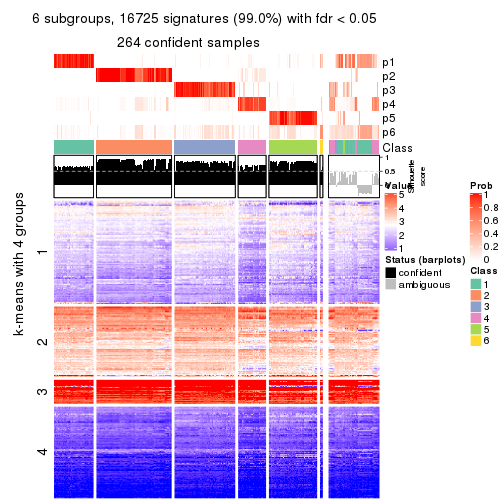 6 subgroups, 16725 signatures (99.0%) with fdr < 0.05
264 confident samples
p1
p2
p3
p4
p5
p6
Class
1
0.5
0
Silhouette
score
k-means with 4 groups
1
2
3
4
Value
5
4
3
2
1
Status (barplots)
confident
ambiguous
Prob
1
0.8
0.6
0.4
0.2
0
Class
1
2
3
4
5
6